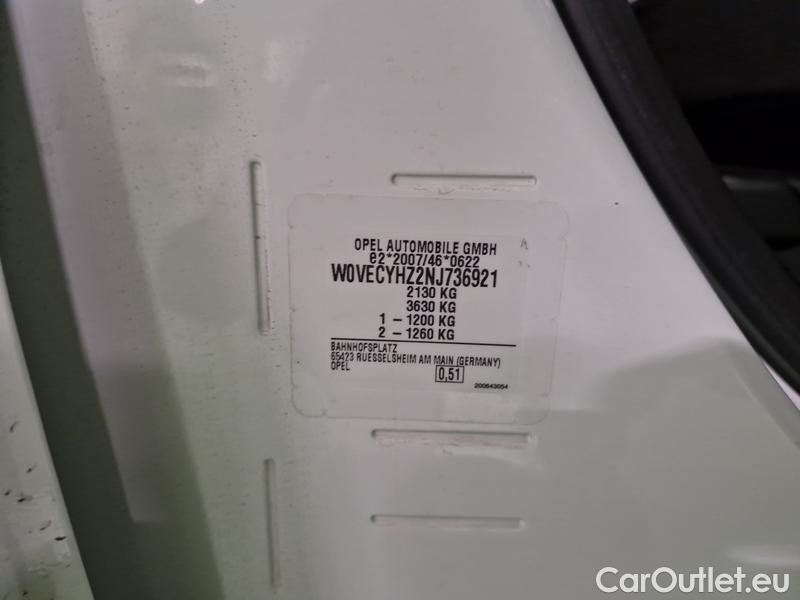 OPEL AUTOMOBILE GMBH
e2*2007/46*0622
W0VECYHZ2NJ736921
2130 KG
3630 KG
1 - 1200 KG
2 - 1260 KG
BAHNHOFSPLATZ
65423 RUESSELSHEIM AM MAIN (GERMANY)
OPEL
0,51
200643054
CarOutlet.eu